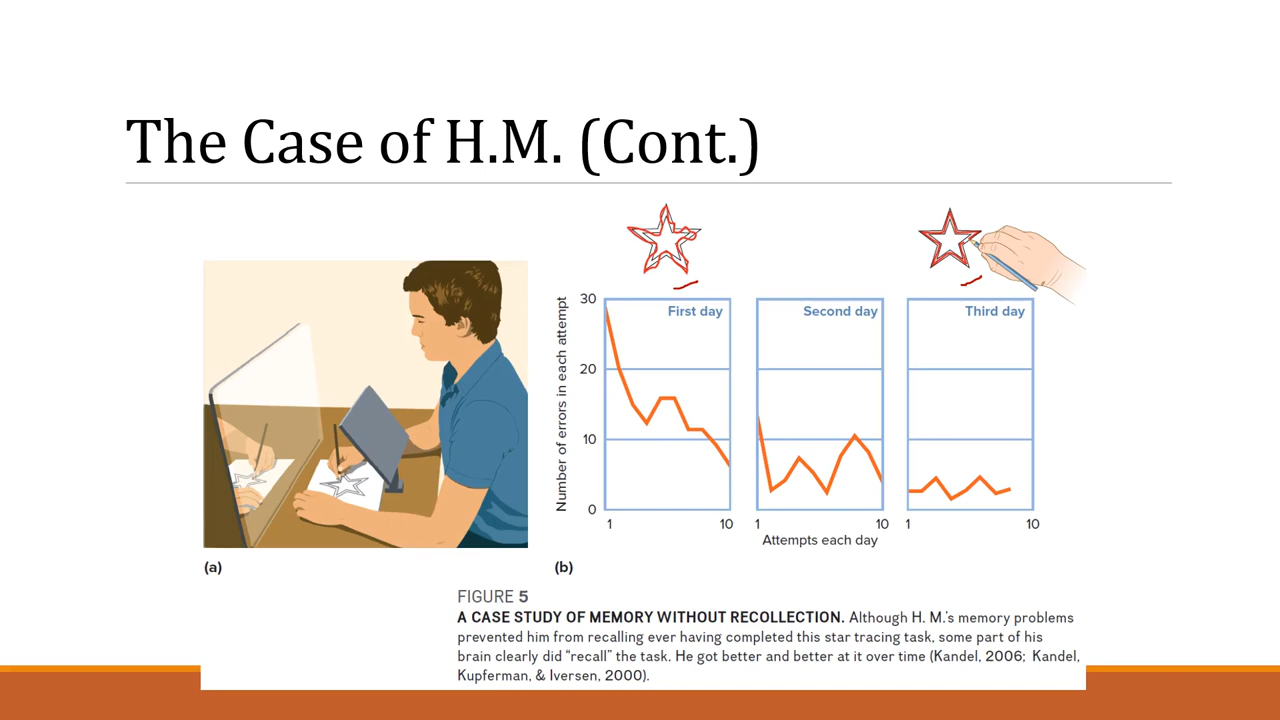 The Case of H.M. (Cont.)
Number of errors in each attempt
30
20
10
0
First day
Second day
Third day
1 10
1 10
1 10
Attempts each day
(a)
(b)
FIGURE 5
A CASE STUDY OF MEMORY WITHOUT RECOLLECTION. Although H. M.'s memory problems
prevented him from recalling ever having completed this star tracing task, some part of his
brain clearly did “recall” the task. He got better and better at it over time (Kandel, 2006; Kandel,
Kupferman, & Iversen, 2000).